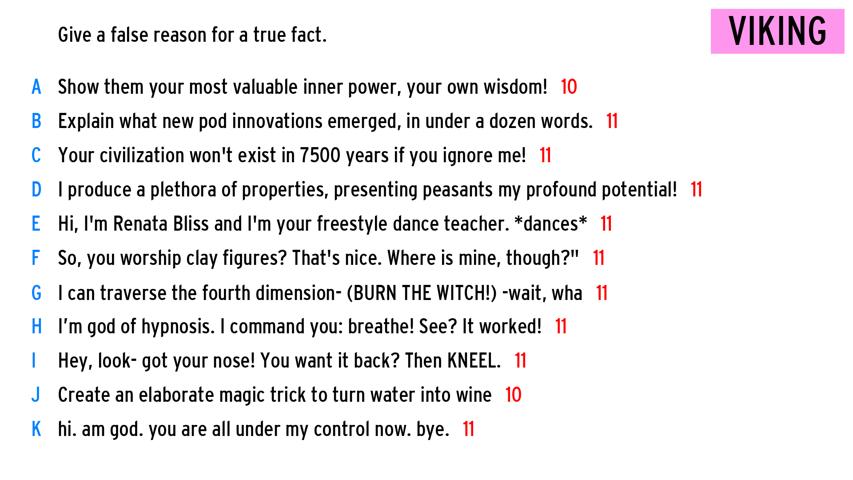 Give a false reason for a true fact.
VIKING
A Show them your most valuable inner power, your own wisdom! 10
B Explain what new pod innovations emerged, in under a dozen words. 11
C Your civilization won't exist in 7500 years if you ignore me! 11
D I produce a plethora of properties, presenting peasants my profound potential! 11
E Hi, I'm Renata Bliss and I'm your freestyle dance teacher. *dances* 11
F So, you worship clay figures? That's nice. Where is mine, though?" 11
G I can traverse the fourth dimension- (BURN THE WITCH!) -wait, wha 11
H I’m god of hypnosis. I command you: breathe! See? It worked! 11
I Hey, look- got your nose! You want it back? Then KNEEL. 11
J Create an elaborate magic trick to turn water into wine 10
K hi. am god. you are all under my control now. bye. 11